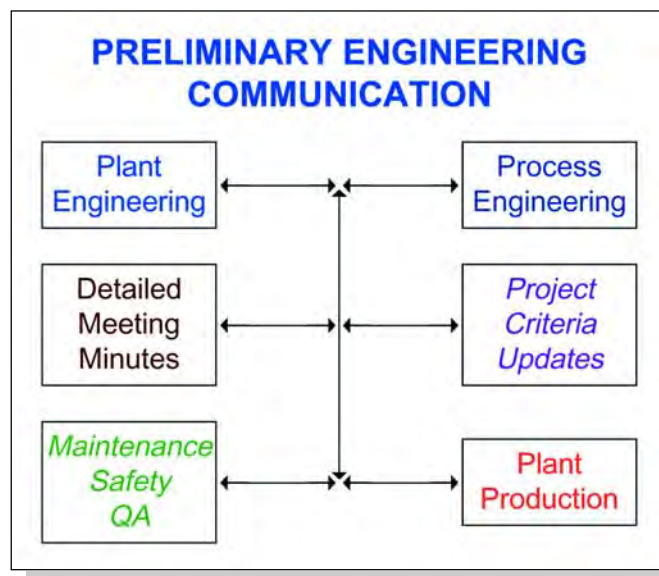 PRELIMINARY ENGINEERING
COMMUNICATION
Plant
Engineering
Process
Engineering
Detailed
Meeting
Minutes
Project
Criteria
Updates
Maintenance
Safety
QA
Plant
Production